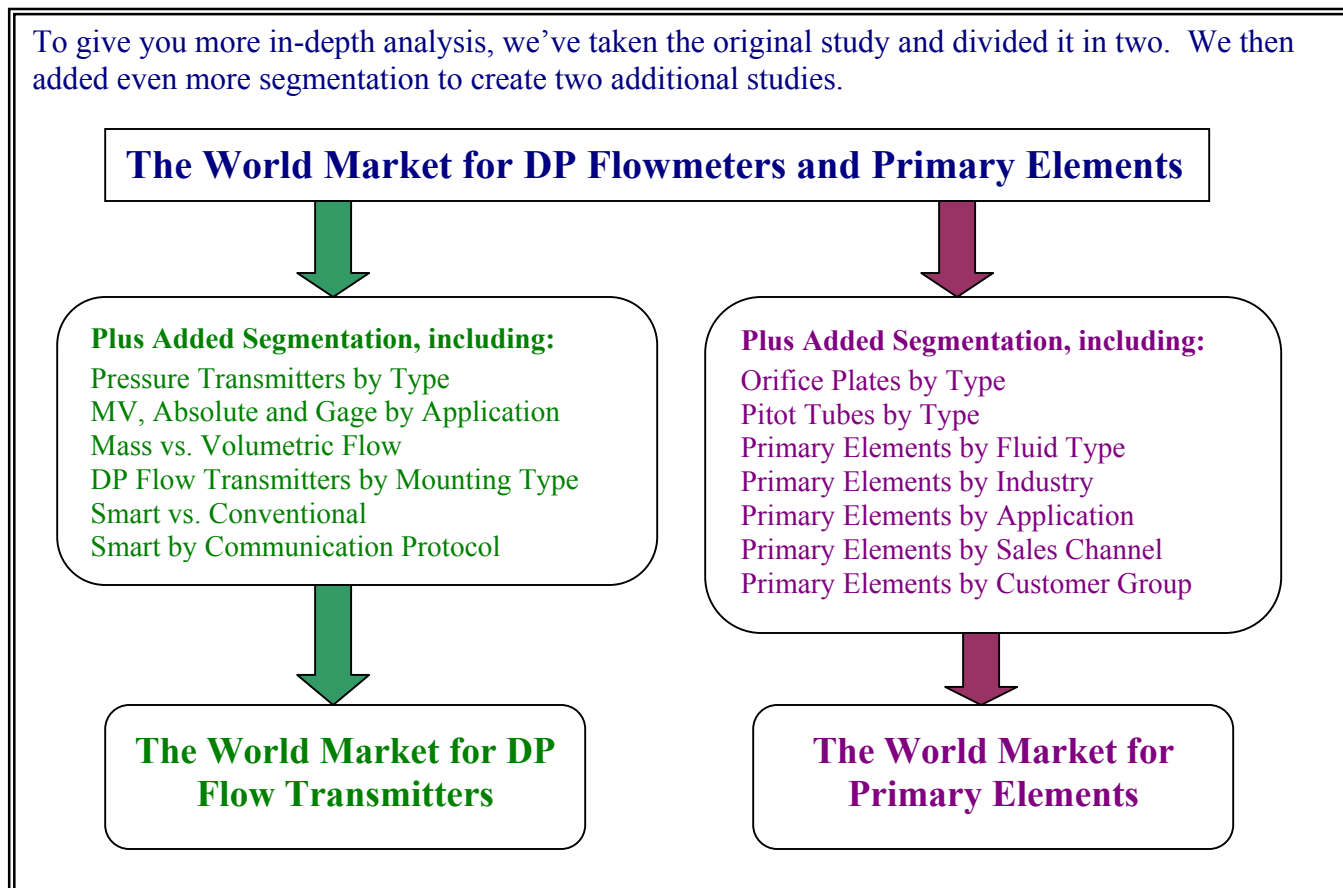 To give you more in-depth analysis, we’ve taken the original study and divided it in two.  We then
added even more segmentation to create two additional studies.
The World Market for DP Flowmeters and Primary Elements
Plus Added Segmentation, including:
Pressure Transmitters by Type
MV, Absolute and Gage by Application
Mass vs. Volumetric Flow
DP Flow Transmitters by Mounting Type
Smart vs. Conventional
Smart by Communication Protocol
Plus Added Segmentation, including:
Orifice Plates by Type
Pitot Tubes by Type
Primary Elements by Fluid Type
Primary Elements by Industry
Primary Elements by Application
Primary Elements by Sales Channel
Primary Elements by Customer Group
The World Market for DP
Flow Transmitters
The World Market for
Primary Elements